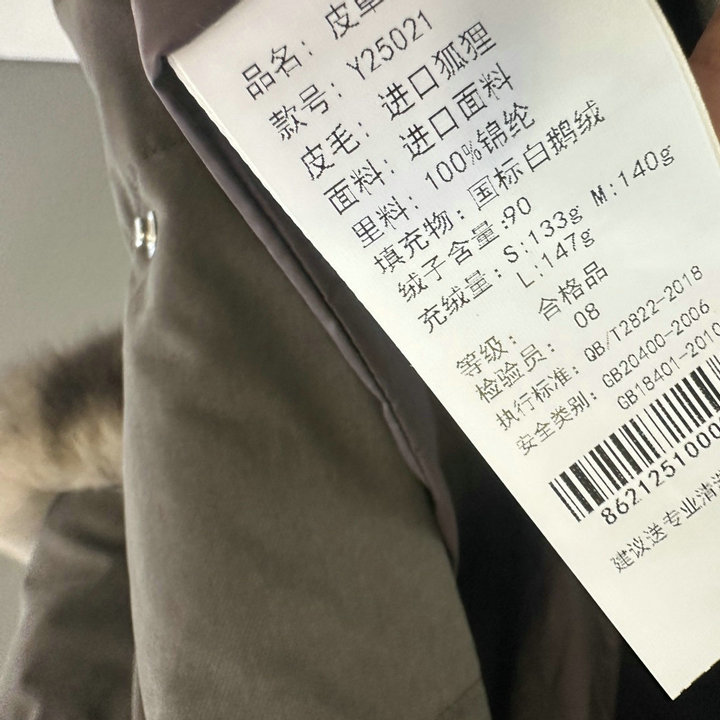 品名：皮
款号：Y25021
皮毛：进口狐狸
面料：进口面料
里料：100%锦纶
填充物：国标白鹅绒
绒子含量:90
充绒量：S:133g M:140g
L:147g
等级：合格品
检验员：08
执行标准：QB/T2822-2018
安全类别：GB20400-2006
GB18401-2010
8621251000
建议送专业清